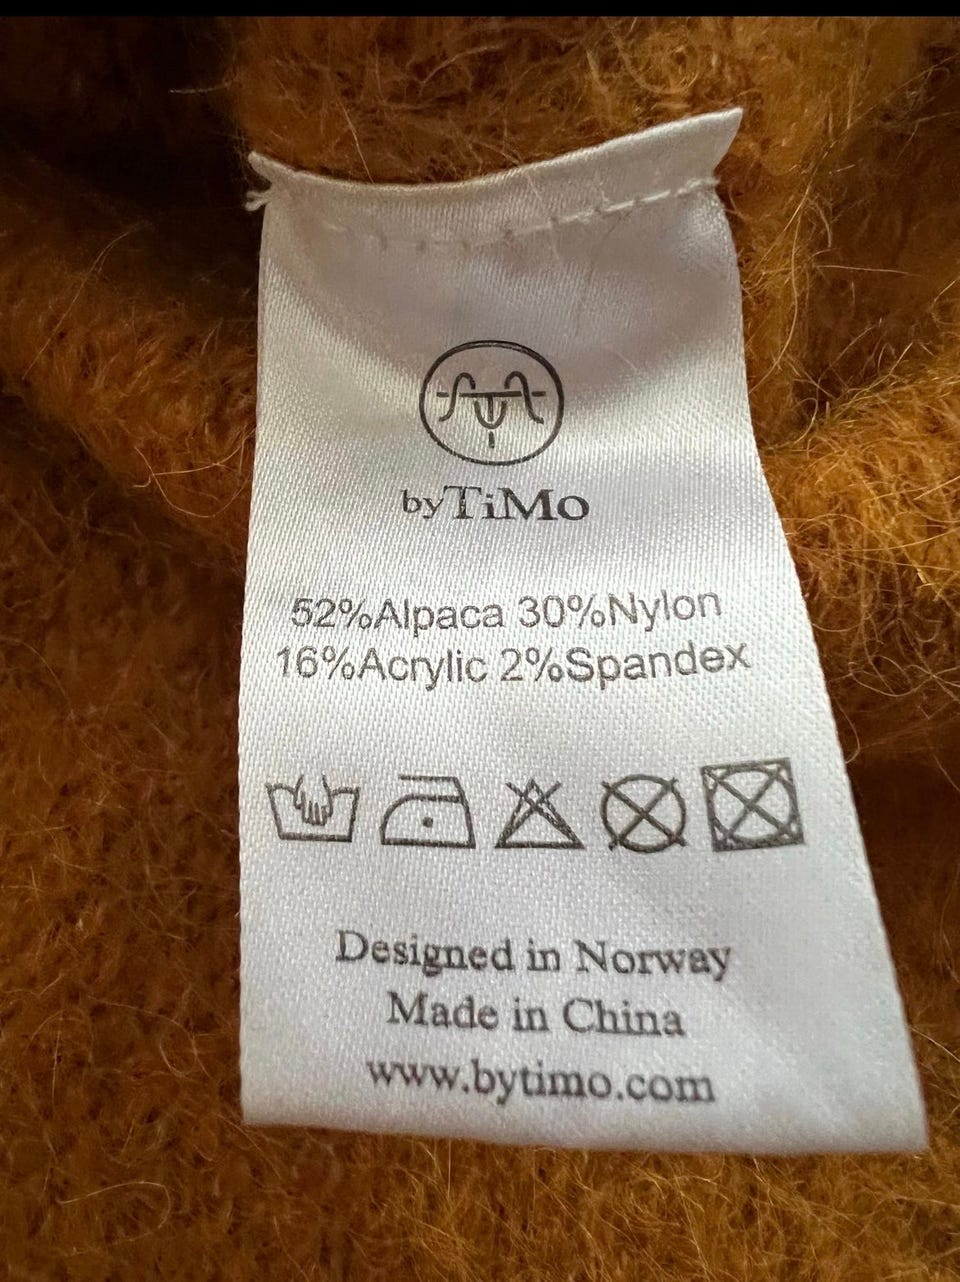 byTiMo
52%Alpaca 30%Nylon
16%Acrylic 2%Spandex
Designed in Norway
Made in China
www.bytimo.com